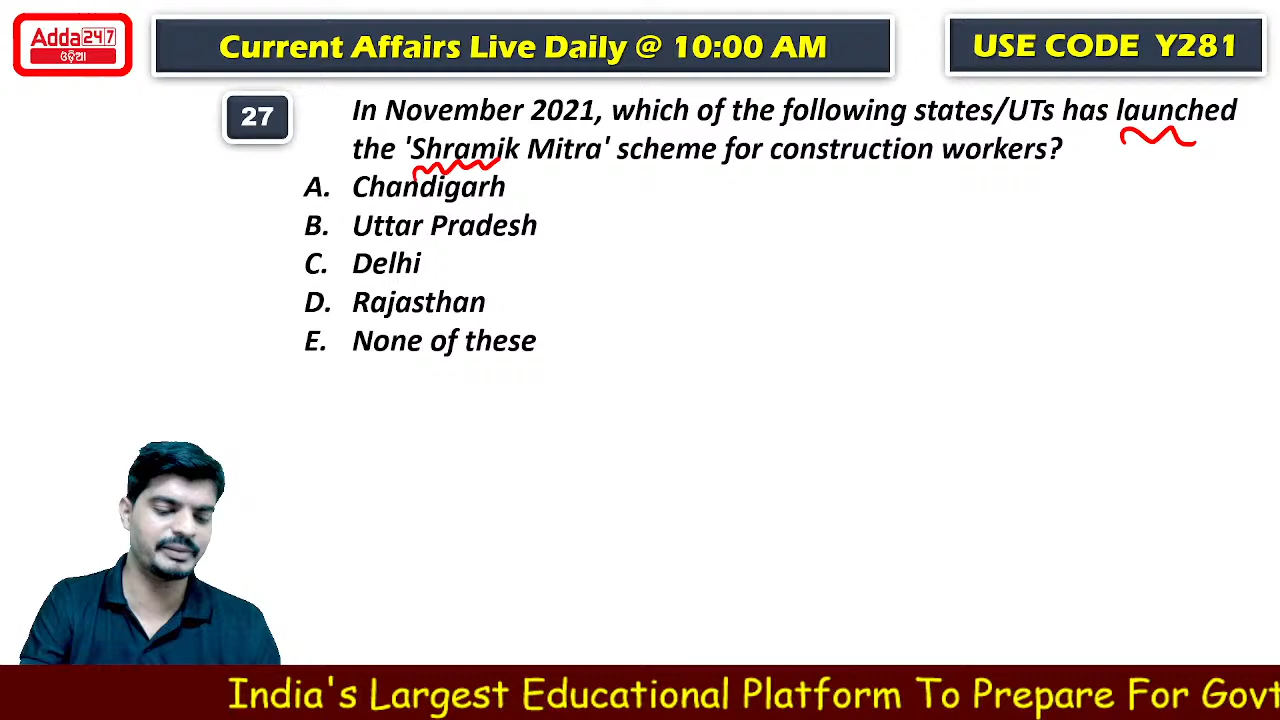 Adda247
ଓଡ଼ିଆ
Current Affairs Live Daily @ 10:00 AM
USE CODE Y281
27
In November 2021, which of the following states/UTs has launched
the 'Shramik Mitra' scheme for construction workers?
A. Chandigarh
B. Uttar Pradesh
C. Delhi
D. Rajasthan
E. None of these
India's Largest Educational Platform To Prepare For Govt